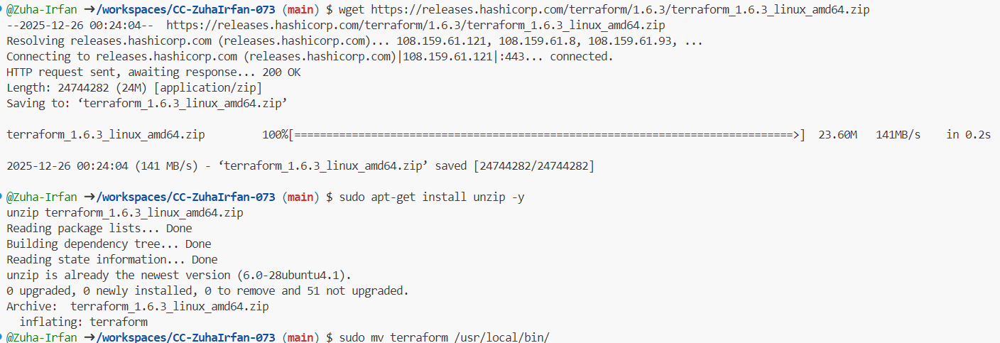 @Zuha-Irfan →/workspaces/CC-ZuhaIrfan-073 (main) $ wget https://releases.hashicorp.com/terraform/1.6.3/terraform_1.6.3_linux_amd64.zip
--2025-12-26 00:24:04--  https://releases.hashicorp.com/terraform/1.6.3/terraform_1.6.3_linux_amd64.zip
Resolving releases.hashicorp.com (releases.hashicorp.com)... 108.159.61.121, 108.159.61.8, 108.159.61.93, ...
Connecting to releases.hashicorp.com (releases.hashicorp.com)|108.159.61.121|:443... connected.
HTTP request sent, awaiting response... 200 OK
Length: 24744282 (24M) [application/zip]
Saving to: ‘terraform_1.6.3_linux_amd64.zip’
terraform_1.6.3_linux_amd64.zip         100%[==============================================================================>]  23.60M   141MB/s    in 0.2s
2025-12-26 00:24:04 (141 MB/s) - ‘terraform_1.6.3_linux_amd64.zip’ saved [24744282/24744282]
@Zuha-Irfan →/workspaces/CC-ZuhaIrfan-073 (main) $ sudo apt-get install unzip -y
unzip terraform_1.6.3_linux_amd64.zip
Reading package lists... Done
Building dependency tree... Done
Reading state information... Done
unzip is already the newest version (6.0-28ubuntu4.1).
0 upgraded, 0 newly installed, 0 to remove and 51 not upgraded.
Archive:  terraform_1.6.3_linux_amd64.zip
  inflating: terraform
@Zuha-Irfan →/workspaces/CC-ZuhaIrfan-073 (main) $ sudo mv terraform /usr/local/bin/